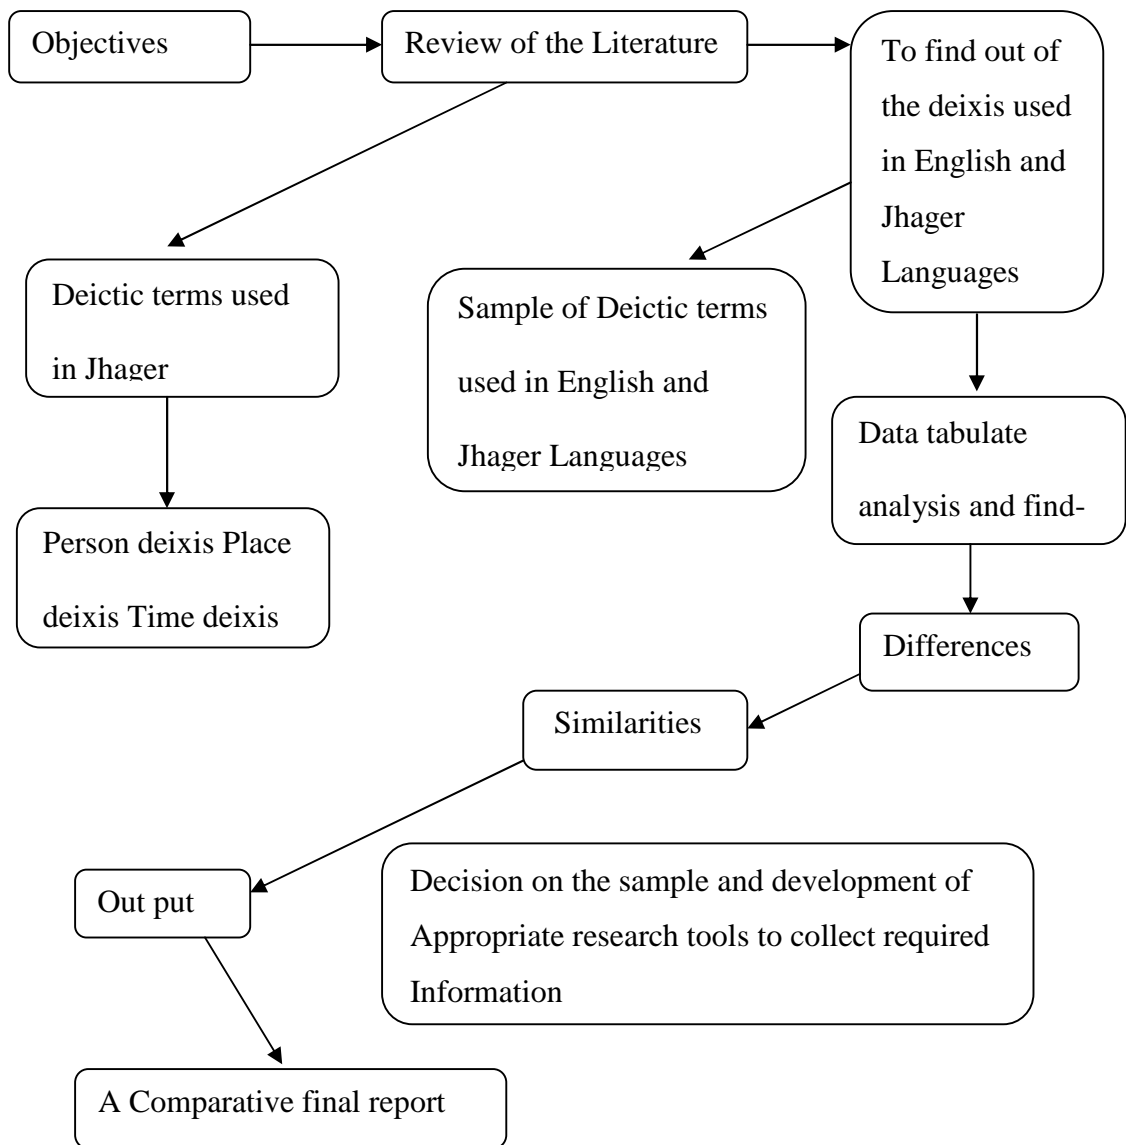 Objectives
Review of the Literature
To find out of
the deixis used
in English and
Jhager
Languages
Deictic terms used
in Jhager
Sample of Deictic terms
used in English and
Jhager Languages
Data tabulate
analysis and find-
Person deixis Place
deixis Time deixis
Differences
Similarities
Out put
Decision on the sample and development of
Appropriate research tools to collect required
Information
A Comparative final report